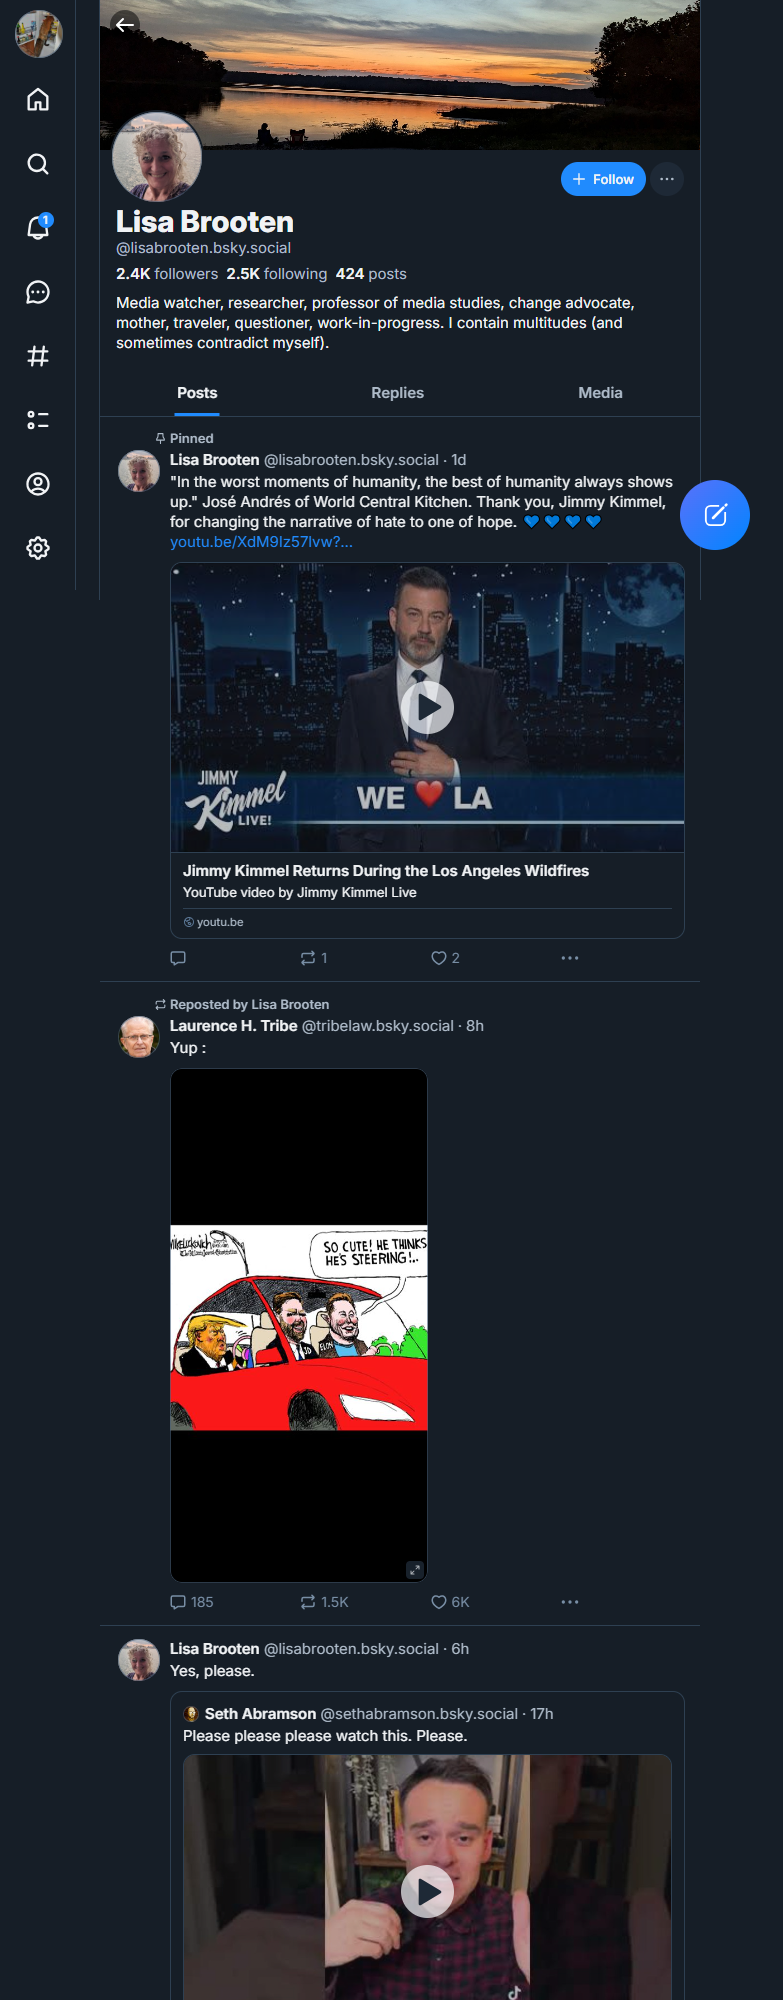 1
Follow
Lisa Brooten
@lisabrooten.bsky.social
2.4K followers 2.5K following 424 posts
Media watcher, researcher, professor of media studies, change advocate,
mother, traveler, questioner, work-in-progress. I contain multitudes (and
sometimes contradict myself).
Posts Replies Media
Pinned
Lisa Brooten @lisabrooten.bsky.social · 1d
"In the worst moments of humanity, the best of humanity always shows
up." José Andrés of World Central Kitchen. Thank you, Jimmy Kimmel,
for changing the narrative of hate to one of hope. 💙💙💙💙
youtu.be/XdM9Iz57lvw?...
JIMMY
Kimmel
LIVE!
WE ❤️ LA
Jimmy Kimmel Returns During the Los Angeles Wildfires
YouTube video by Jimmy Kimmel Live
youtu.be
1 2
Reposted by Lisa Brooten
Laurence H. Tribe @tribelaw.bsky.social · 8h
Yup :
SO CUTE! HE THINKS
HE'S STEERING!..
JD
ELON
185 1.5K 6K
Lisa Brooten @lisabrooten.bsky.social · 6h
Yes, please.
Seth Abramson @sethabramson.bsky.social · 17h
Please please please watch this. Please.